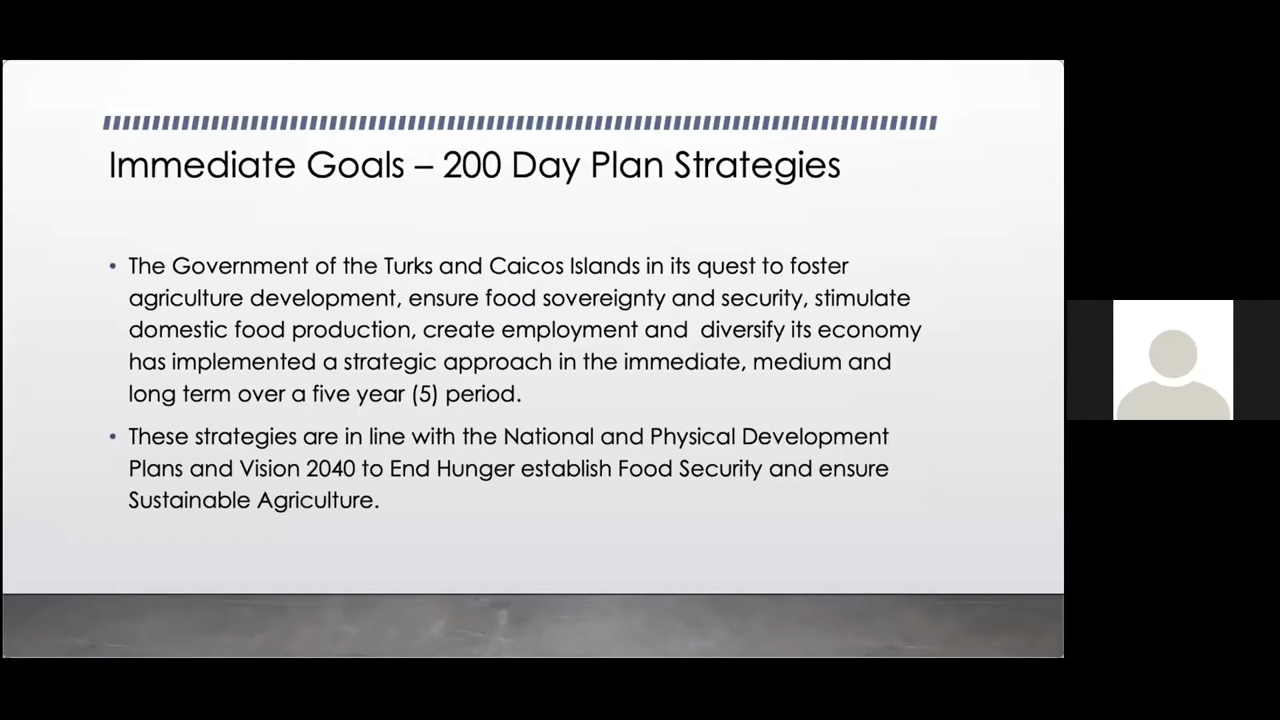 Immediate Goals – 200 Day Plan Strategies
• The Government of the Turks and Caicos Islands in its quest to foster
agriculture development, ensure food sovereignty and security, stimulate
domestic food production, create employment and  diversify its economy
has implemented a strategic approach in the immediate, medium and
long term over a five year (5) period.
• These strategies are in line with the National and Physical Development
Plans and Vision 2040 to End Hunger establish Food Security and ensure
Sustainable Agriculture.